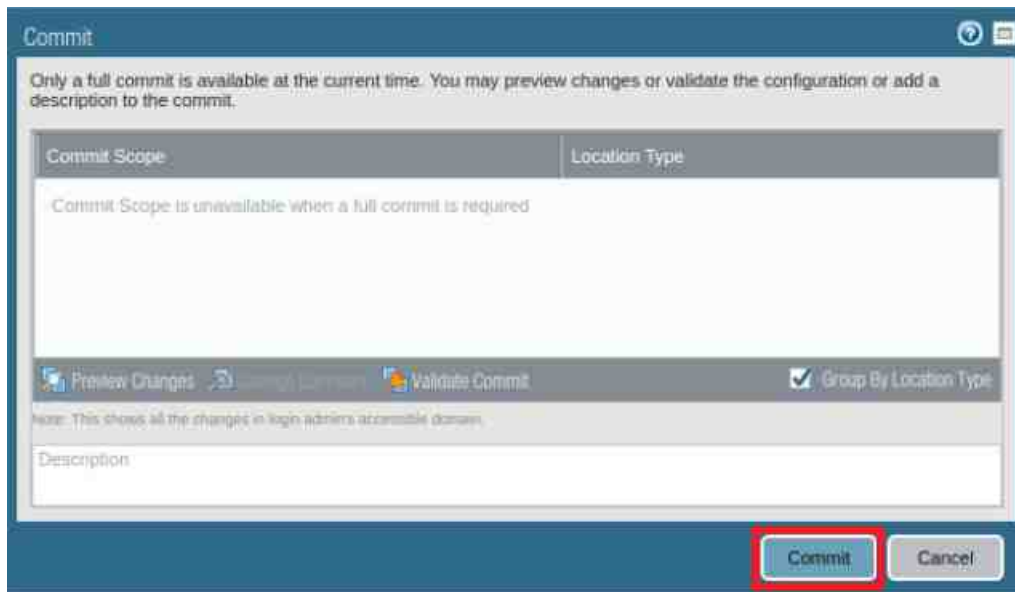 Commit
Only a full commit is available at the current time. You may preview changes or validate the configuration or add a
description to the commit.
Commit Scope Location Type
Commit Scope is unavailable when a full commit is required
Preview Changes Validate Commit Group By Location Type
Note: This shows all the changes in login admin's accessible domain.
Description
Commit Cancel